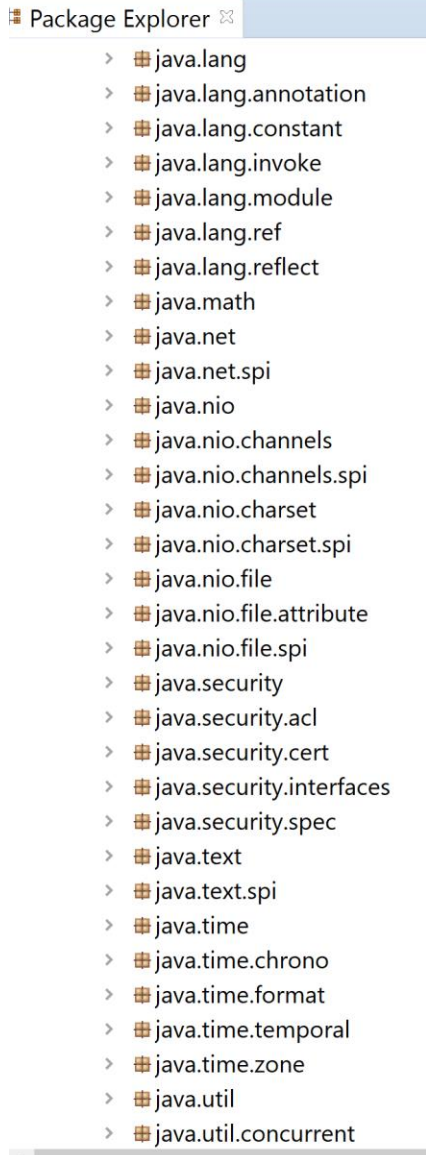 Package Explorer
java.lang
java.lang.annotation
java.lang.constant
java.lang.invoke
java.lang.module
java.lang.ref
java.lang.reflect
java.math
java.net
java.net.spi
java.nio
java.nio.channels
java.nio.channels.spi
java.nio.charset
java.nio.charset.spi
java.nio.file
java.nio.file.attribute
java.nio.file.spi
java.security
java.security.acl
java.security.cert
java.security.interfaces
java.security.spec
java.text
java.text.spi
java.time
java.time.chrono
java.time.format
java.time.temporal
java.time.zone
java.util
java.util.concurrent